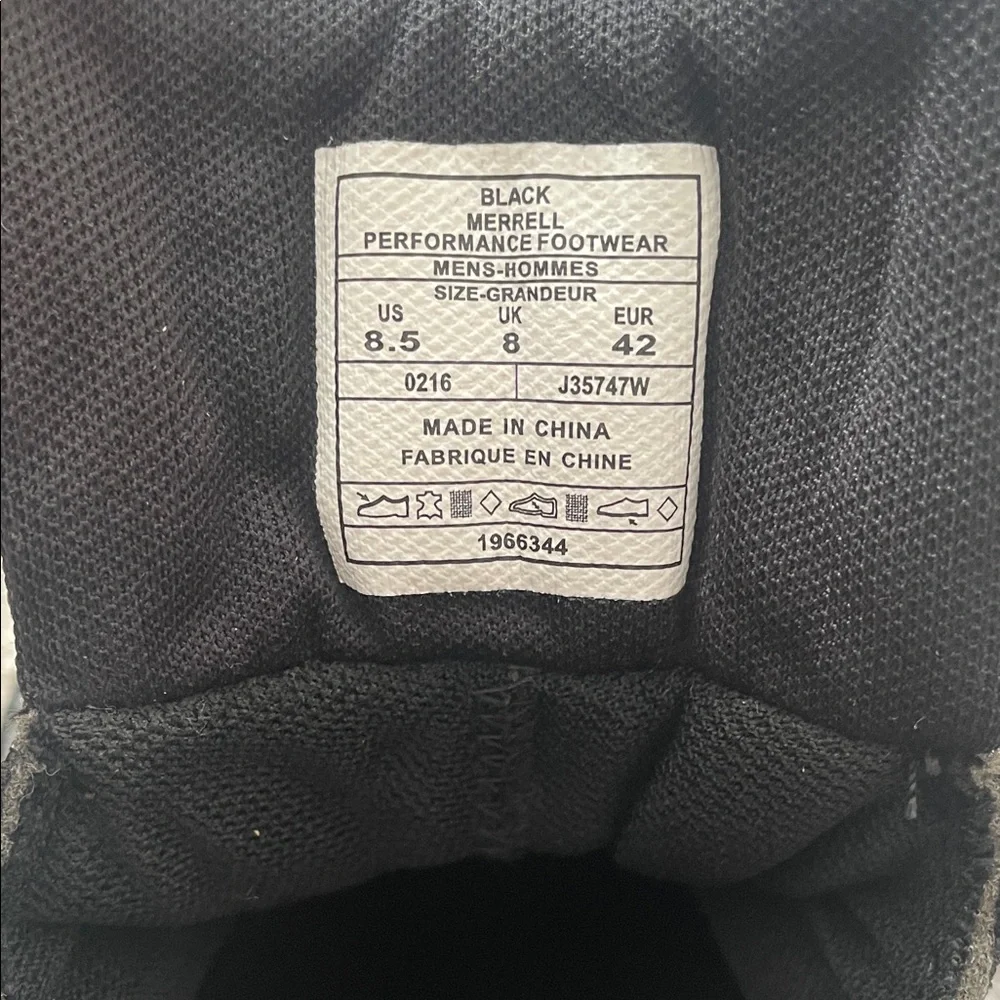 BLACK
MERRELL
PERFORMANCE FOOTWEAR
MENS-HOMMES
SIZE-GRANDEUR
US UK EUR
8.5 8 42
0216 J35747W
MADE IN CHINA
FABRIQUE EN CHINE
1966344